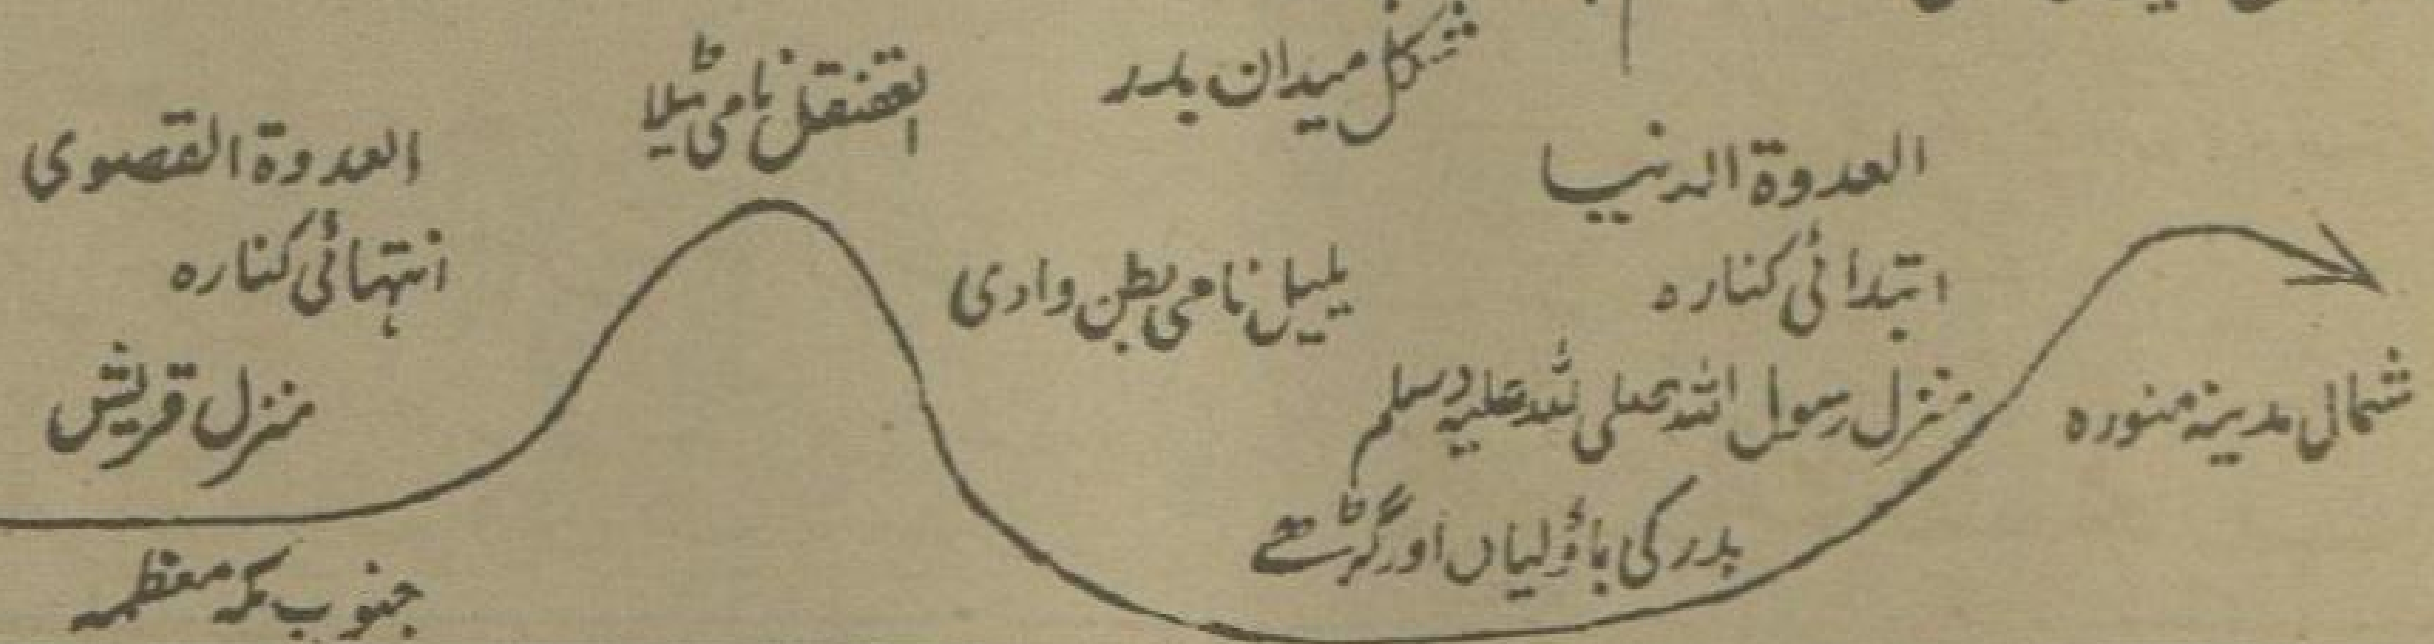 شکل میدان بدر
العدوة الدنیا
ابتدائی کنارہ
منزل رسول اللہ صلی اللہ علیہ وسلم
بدر کی باؤلیاں اور گڑھے
شمال مدینہ منورہ
یلیل نامی بطن وادی
العقنقل نامی ٹیلا
العدوة القصوی
انتہائی کنارہ
منزل قریش
جنوب مکہ معظمہ